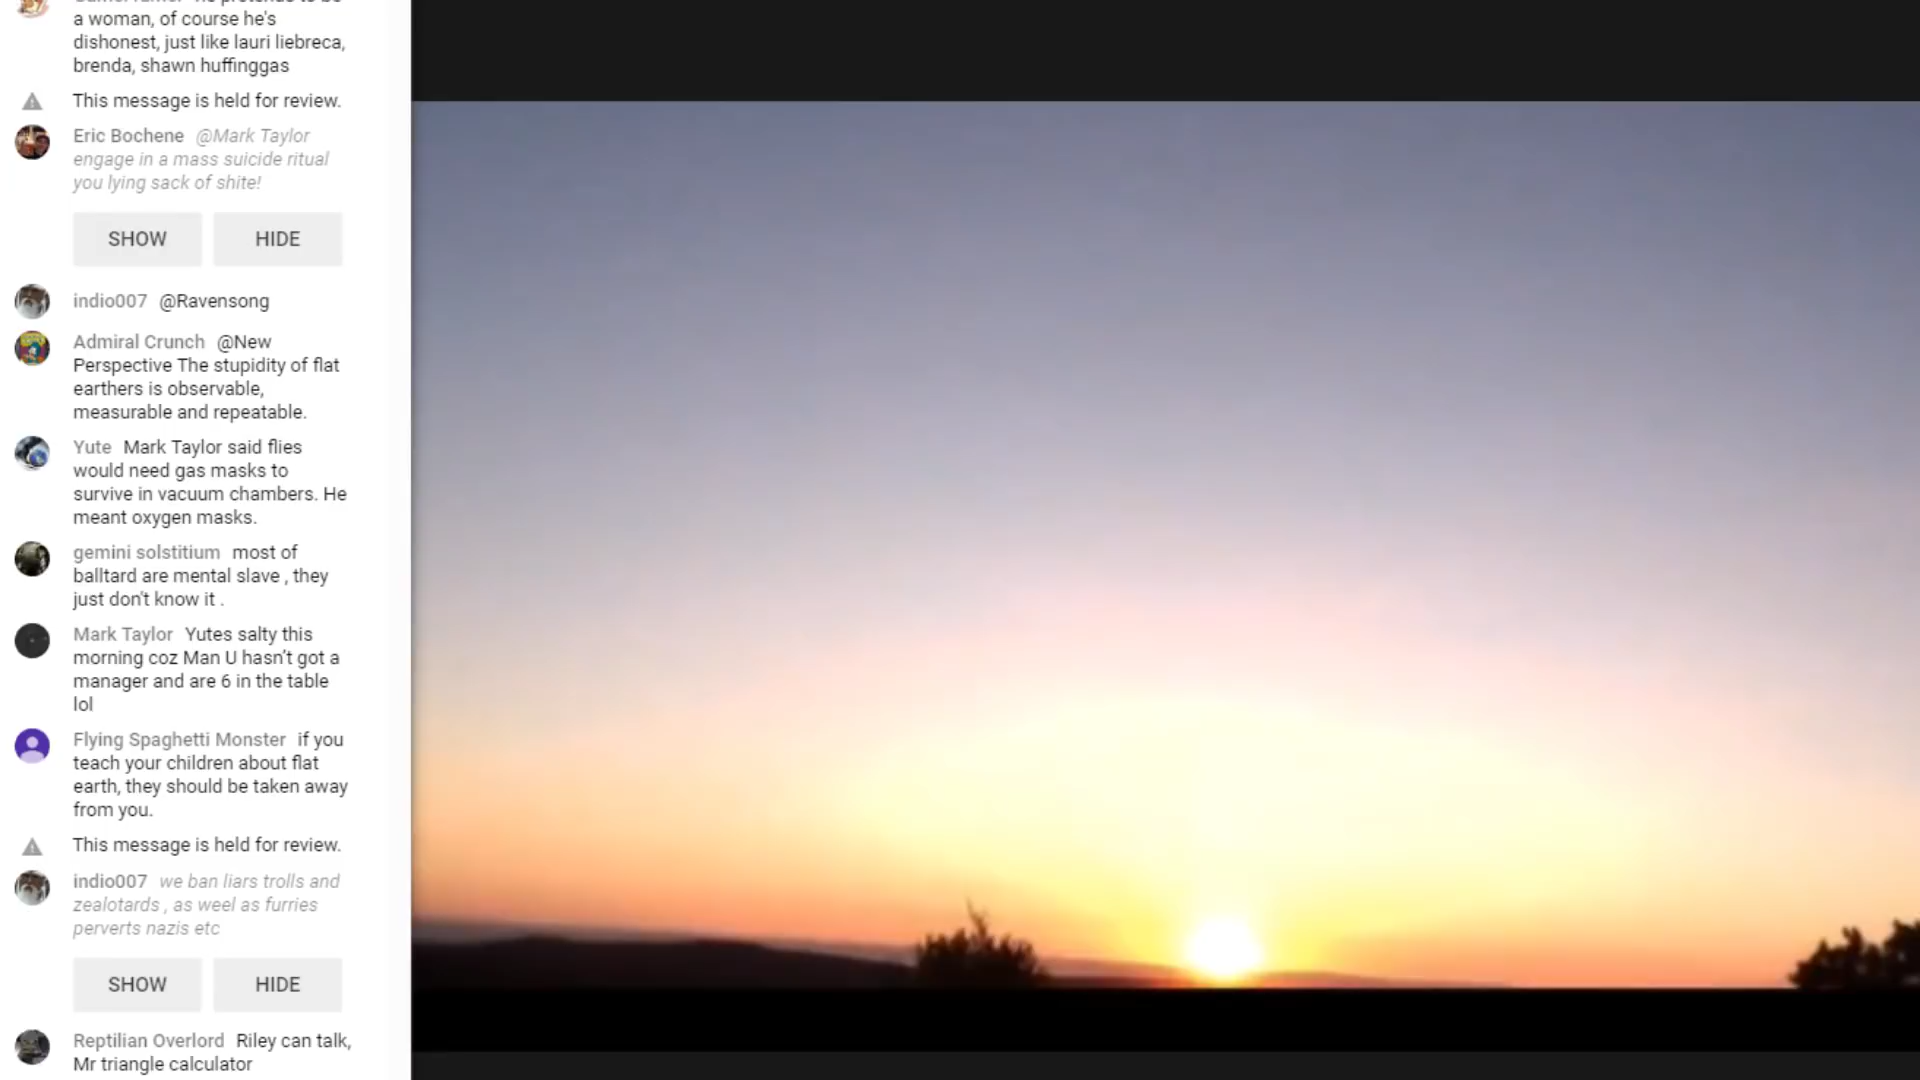 a woman, of course he's
dishonest, just like lauri liebreca,
brenda, shawn huffinggas
This message is held for review.
Eric Bochene @Mark Taylor
engage in a mass suicide ritual
you lying sack of shite!
SHOW HIDE
indio007 @Ravensong
Admiral Crunch @New
Perspective The stupidity of flat
earthers is observable,
measurable and repeatable.
Yute Mark Taylor said flies
would need gas masks to
survive in vacuum chambers. He
meant oxygen masks.
gemini solstitium most of
balltard are mental slave , they
just don't know it .
Mark Taylor Yutes salty this
morning coz Man U hasn't got a
manager and are 6 in the table
lol
Flying Spaghetti Monster if you
teach your children about flat
earth, they should be taken away
from you.
This message is held for review.
indio007 we ban liars trolls and
zealotards , as weel as furries
perverts nazis etc
SHOW HIDE
Reptilian Overlord Riley can talk,
Mr triangle calculator